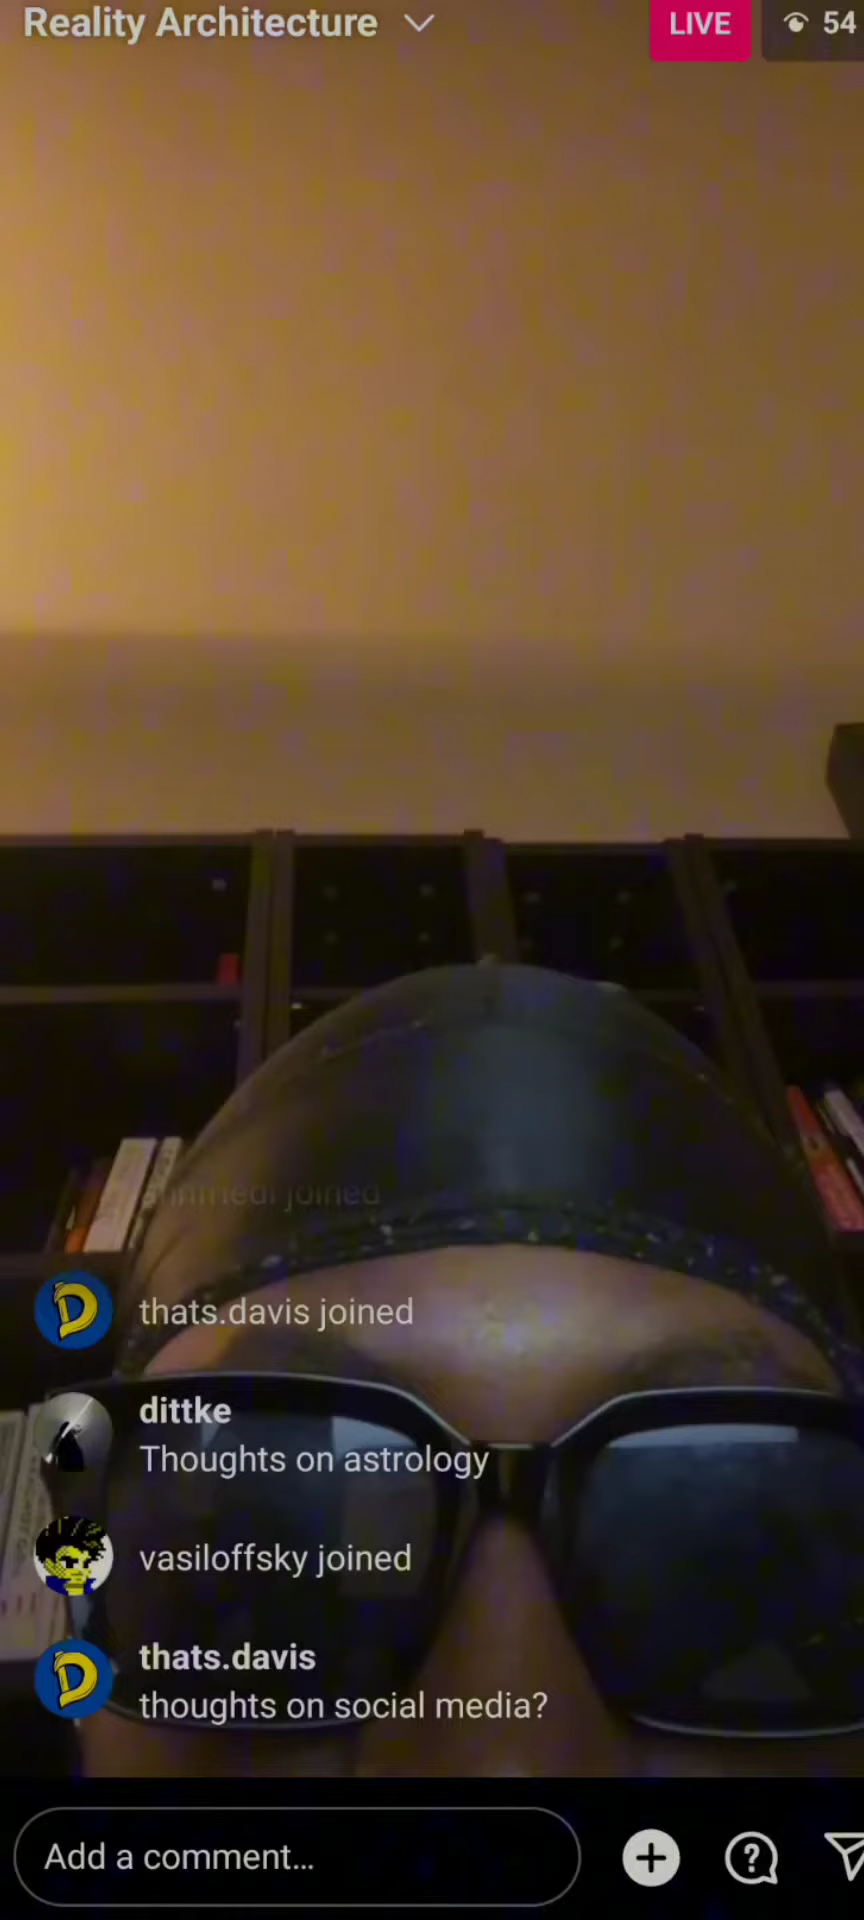 Reality Architecture
LIVE
54
joined
thats.davis joined
dittke
Thoughts on astrology
vasiloffsky joined
thats.davis
thoughts on social media?
Add a comment...